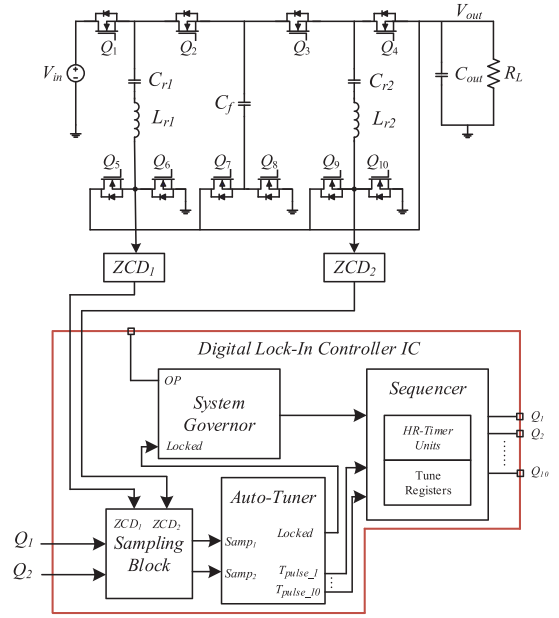 Q1 Q2 Q3 Q4 Vout
Vin Cr1 Cr2 Cout RL
Lr1 Cf Lr2
Q5 Q6 Q7 Q8 Q9 Q10
ZCD1 ZCD2
Digital Lock-In Controller IC
OP
System
Governor
Locked
Sequencer
HR-Timer
Units
Tune
Registers
Q1
Q2
Q10
Auto-Tuner
ZCD1 ZCD2
Sampling
Block
Q1
Q2
Samp1
Samp2
Locked
Tpulse_1
Tpulse_10